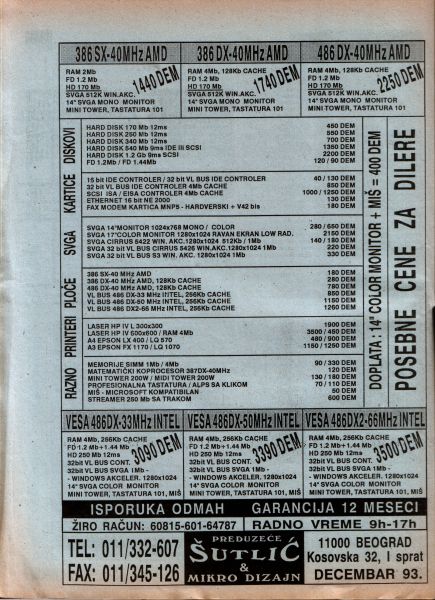 386 SX-40MHz AMD
RAM 2Mb
FD 1.2 Mb
HD 170 Mb
SVGA 512K WIN.AKC.
14" SVGA MONO MONITOR
MINI TOWER, TASTATURA 101
1440 DEM
386 DX-40MHz AMD
RAM 4Mb, 128Kb CACHE
FD 1.2 Mb
HD 170 Mb
SVGA 512K WIN.AKC.
14" SVGA MONO MONITOR
MINI TOWER, TASTATURA 101
1740 DEM
486 DX-40MHz AMD
RAM 4Mb, 128Kb CACHE
FD 1.2 Mb
HD 170 Mb
SVGA 512K WIN.AKC.
14" SVGA MONO MONITOR
MINI TOWER, TASTATURA 101
2250 DEM
DISKOVI
HARD DISK 170 Mb 12ms 450 DEM
HARD DISK 250 Mb 12ms 550 DEM
HARD DISK 340 Mb 12ms 700 DEM
HARD DISK 540 Mb 9ms IDE ili SCSI 1350 DEM
HARD DISK 1.2 Gb 9ms SCSI 2200 DEM
FD 1.2Mb / FD 1.44Mb 120 / 90 DEM
KARTICE
16 bit IDE CONTROLER / 32 bit VL BUS IDE CONTROLER 40 / 130 DEM
32 bit VL BUS IDE CONTROLER 4Mb CACHE 850 DEM
SCSI ISA / EISA CONTROLER 4Mb CACHE 1000 / 1250 DEM
ETHERNET 16 bit NE 2000 130 DEM
FAX MODEM KARTICA MNP5 - HARDVERSKI + V42 bis 180 DEM
SVGA
SVGA 14"MONITOR 1024x768 MONO / COLOR 280 / 650 DEM
SVGA 17"COLOR MONITOR 1280x1024 RAVAN EKRAN LOW RAD. 2150 DEM
SVGA CIRRUS 5422 WIN. AKC. 1280x1024 512Kb / 1Mb 140 / 180 DEM
SVGA 32 bit VL BUS CIRRUS 5426 WIN AKC. 1280x1024 1Mb 220 DEM
SVGA 32 bit VL BUS S3 WIN. AKC. 1280x1024 1Mb 330 DEM
PLOČE
386 SX-40 MHz AMD 180 DEM
386 DX-40 MHz AMD, 128Kb CACHE 280 DEM
486 DX-40 MHz AMD, 128Kb CACHE 780 DEM
VL BUS 486 DX-33 MHz INTEL, 256Kb CACHE 850 DEM
VL BUS 486 DX-50 MHz INTEL, 256Kb CACHE 1150 DEM
VL BUS 486 DX2-66 MHz INTEL, 256Kb CACHE 1260 DEM
PRINTERI
LASER HP IV L 300x300 1900 DEM
LASER HP IV 600x600 / RAM 4Mb 3500 / 450 DEM
A4 EPSON LX 400 / LQ 570 480 / 900 DEM
A3 EPSON FX 1170 / LQ 1070 1150 / 1250 DEM
RAZNO
MEMORIJE SIMM 1Mb / 4Mb 90 / 330 DEM
MATEMATIČKI KOPROCESOR 387DX-40MHz 120 DEM
MINI TOWER 200W / MIDI TOWER 200W 130 / 180 DEM
PROFESIONALNA TASTATURA / ALPS SA KLIKOM 70 / 110 DEM
MIŠ - MICROSOFT KOMPATIBILAN 50 DEM
STREAMER 250 Mb SA TRAKOM 600 DEM
DOPLATA : 14" COLOR MONITOR + MIŠ = 400 DEM
POSEBNE CENE ZA DILERE
VESA 486DX-33MHz INTEL
RAM 4Mb, 256Kb CACHE
FD 1.2 Mb+1.44 Mb
HD 250 Mb 12ms
32bit VL BUS CONT.
32bit VL BUS SVGA 1Mb -
- WINDOWS AKCELER. 1280x1024
14" SVGA COLOR MONITOR
MINI TOWER, TASTATURA 101, MIŠ
3090 DEM
VESA 486DX-50MHz INTEL
RAM 4Mb, 256Kb CACHE
FD 1.2 Mb+1.44 Mb
HD 250 Mb 12ms
32bit VL BUS CONT.
32bit VL BUS SVGA 1Mb -
- WINDOWS AKCELER. 1280x1024
14" SVGA COLOR MONITOR
MINI TOWER, TASTATURA 101, MIŠ
3390 DEM
VESA 486DX2-66MHz INTEL
RAM 4Mb, 256Kb CACHE
FD 1.2 Mb+1.44 Mb
HD 250 Mb 12ms
32bit VL BUS CONT.
32bit VL BUS SVGA 1Mb -
- WINDOWS AKCELER. 1280x1024
14" SVGA COLOR MONITOR
MINI TOWER, TASTATURA 101, MIŠ
3500 DEM
ISPORUKA ODMAH GARANCIJA 12 MESECI
ŽIRO RAČUN: 60815-601-64787 RADNO VREME 9h-17h
TEL: 011/332-607
FAX: 011/345-126
PREDUZEĆE
ŠUTLIĆ
&
MIKRO DIZAJN
11000 BEOGRAD
Kosovska 32, I sprat
DECEMBAR 93.